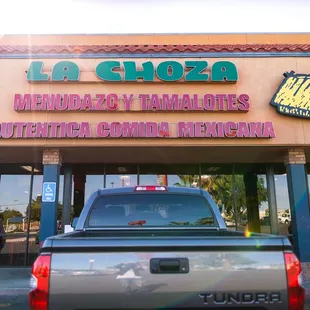 LA CHOZA
MENUDAZO Y TAMALOTES
AUTENTICA COMIDA MEXICANA
TUNDRA